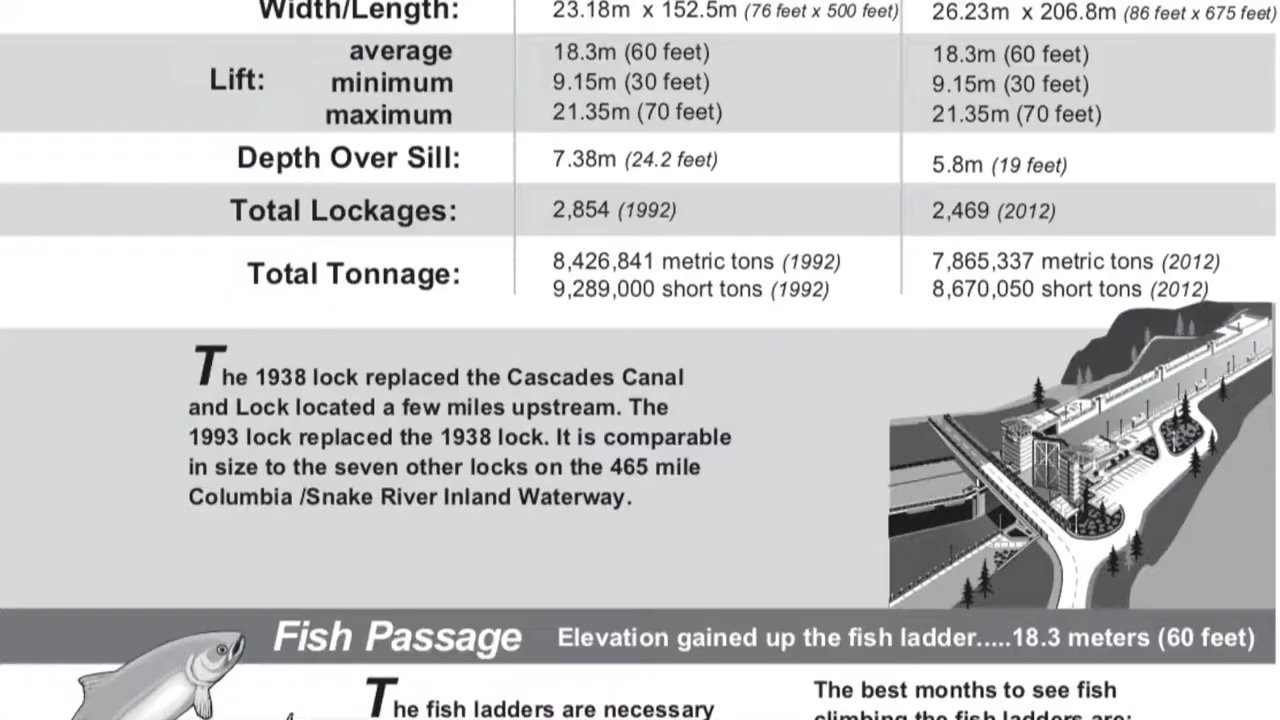 Width/Length: 23.18m x 152.5m (76 feet x 500 feet) 26.23m x 206.8m (86 feet x 675 feet)
Lift: average 18.3m (60 feet) 18.3m (60 feet)
minimum 9.15m (30 feet) 9.15m (30 feet)
maximum 21.35m (70 feet) 21.35m (70 feet)
Depth Over Sill: 7.38m (24.2 feet) 5.8m (19 feet)
Total Lockages: 2,854 (1992) 2,469 (2012)
Total Tonnage: 8,426,841 metric tons (1992) 7,865,337 metric tons (2012)
9,289,000 short tons (1992) 8,670,050 short tons (2012)
The 1938 lock replaced the Cascades Canal
and Lock located a few miles upstream. The
1993 lock replaced the 1938 lock. It is comparable
in size to the seven other locks on the 465 mile
Columbia /Snake River Inland Waterway.
Fish Passage Elevation gained up the fish ladder.....18.3 meters (60 feet)
The fish ladders are necessary
The best months to see fish
climbing the fish ladders are: